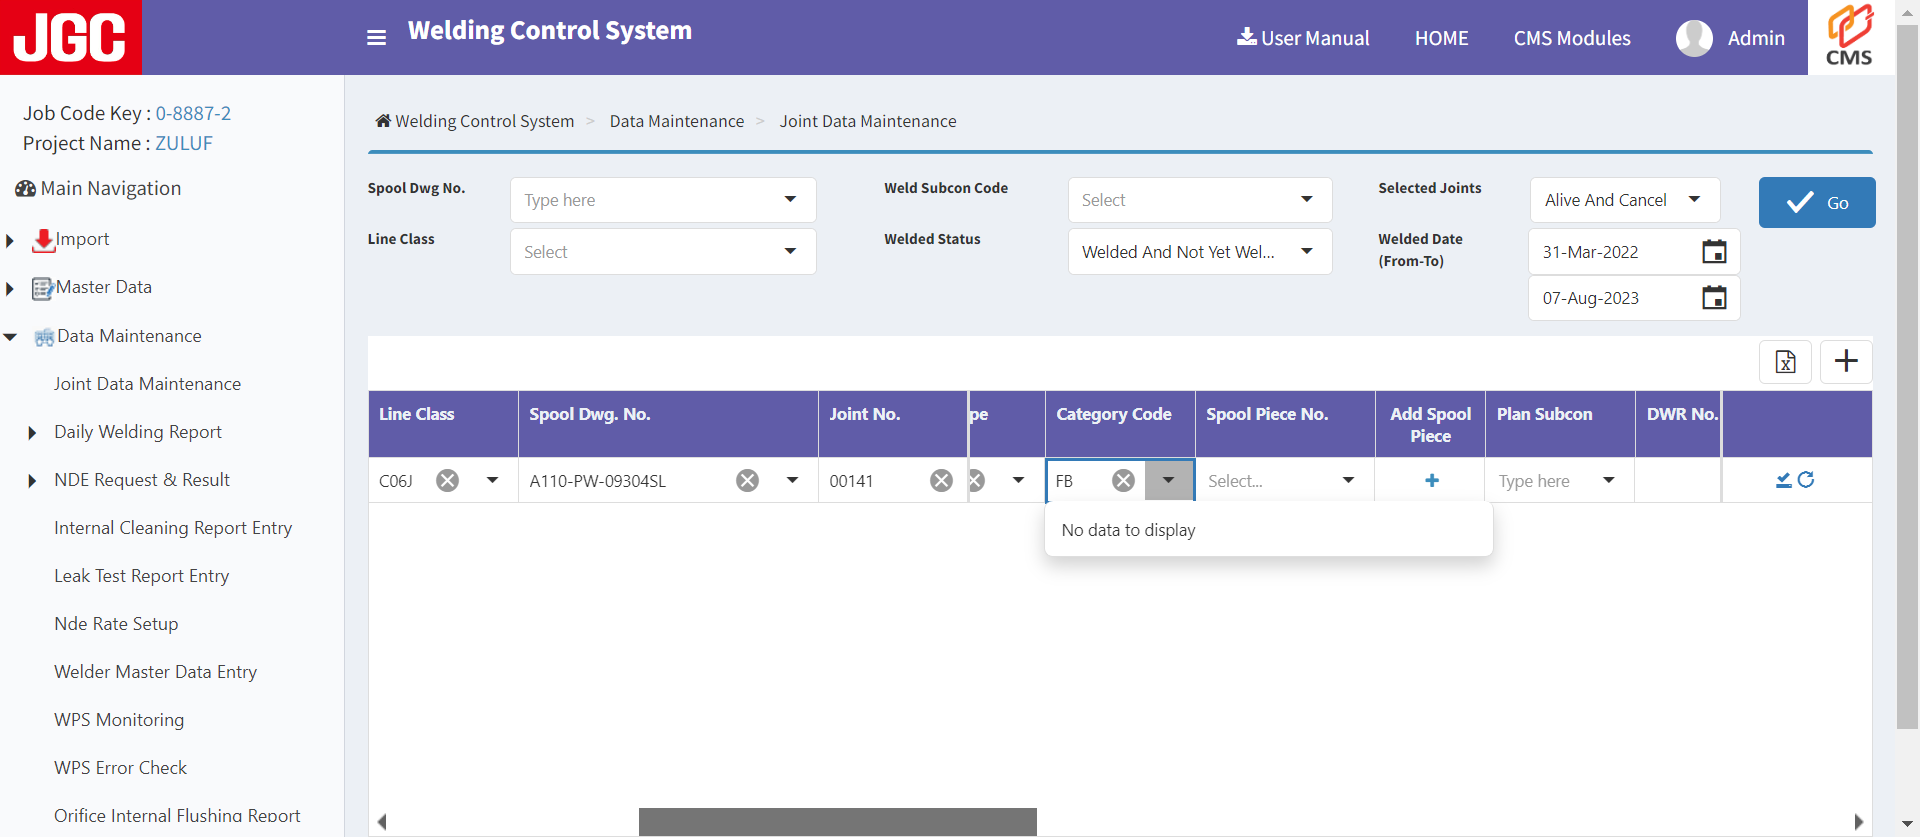 JGC
Welding Control System
User Manual
HOME
CMS Modules
Admin
CMS
Job Code Key : 0-8887-2
Project Name : ZULUF
Main Navigation
Import
Master Data
Data Maintenance
Joint Data Maintenance
Daily Welding Report
NDE Request & Result
Internal Cleaning Report Entry
Leak Test Report Entry
Nde Rate Setup
Welder Master Data Entry
WPS Monitoring
WPS Error Check
Orifice Internal Flushing Report
Welding Control System > Data Maintenance > Joint Data Maintenance
Spool Dwg No. Type here Weld Subcon Code Select Selected Joints Alive And Cancel Go
Line Class Select Welded Status Welded And Not Yet Wel... Welded Date 31-Mar-2022
(From-To)
07-Aug-2023
Line Class Spool Dwg. No. Joint No. pe Category Code Spool Piece No. Add Spool Plan Subcon DWR No.
Piece
C06J A110-PW-09304SL 00141 FB Select... Type here
No data to display